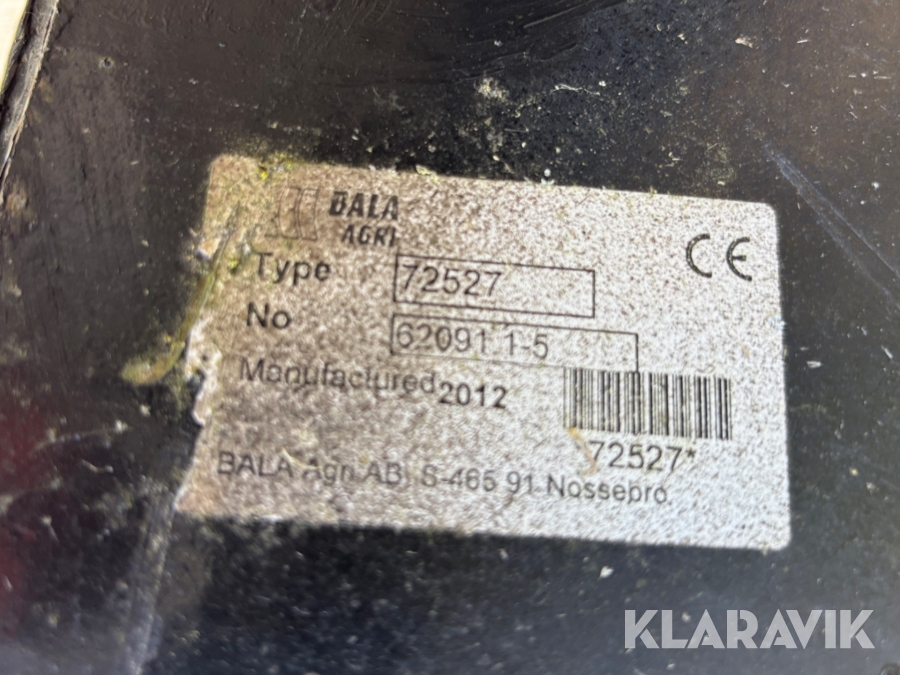 BALA
AGRI
CE
Type 72527
No 62091 1-5
Manufactured 2012
72527*
BALA Agri AB, S-465 91 Nossebro
KLARAVIK